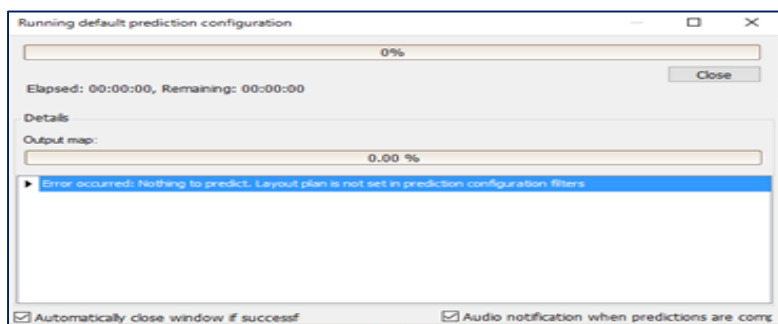 Running default prediction configuration
0%
Close
Elapsed: 00:00:00, Remaining: 00:00:00
Details
Output map:
0.00 %
Error occurred: Nothing to predict. Layout plan is not set in prediction configuration filters
Automatically close window if successf
Audio notification when predictions are comp